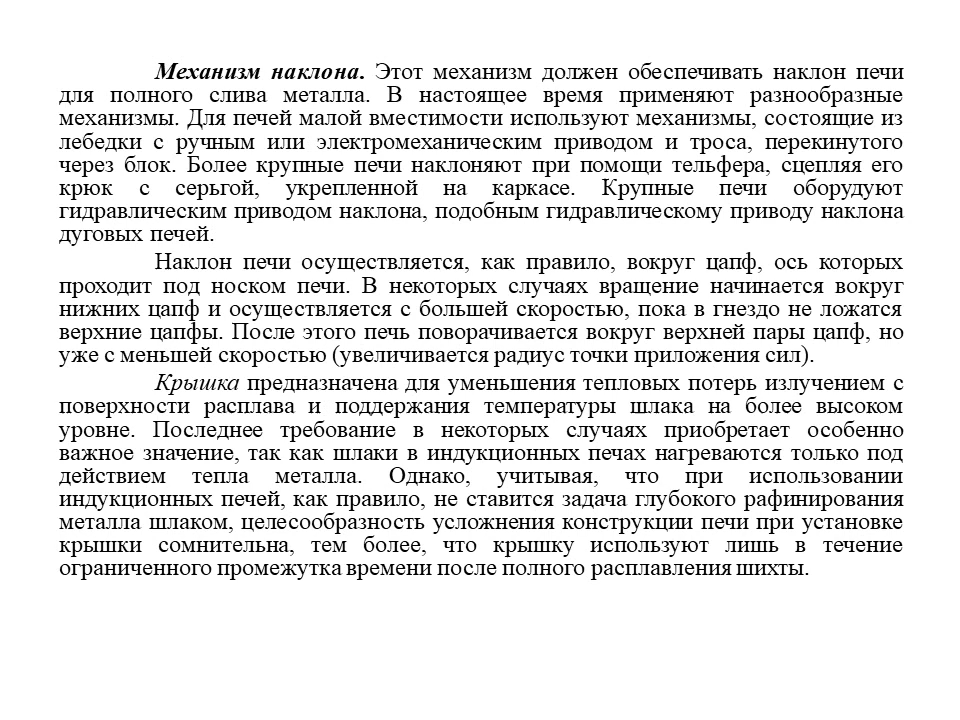 Механизм наклона. Этот механизм должен обеспечивать наклон печи
для полного слива металла. В настоящее время применяют разнообразные
механизмы. Для печей малой вместимости используют механизмы, состоящие из
лебедки с ручным или электромеханическим приводом и троса, перекинутого
через блок. Более крупные печи наклоняют при помощи тельфера, сцепляя его
крюк с серьгой, укрепленной на каркасе. Крупные печи оборудуют
гидравлическим приводом наклона, подобным гидравлическому приводу наклона
дуговых печей.
Наклон печи осуществляется, как правило, вокруг цапф, ось которых
проходит под носком печи. В некоторых случаях вращение начинается вокруг
нижних цапф и осуществляется с большей скоростью, пока в гнездо не ложатся
верхние цапфы. После этого печь поворачивается вокруг верхней пары цапф, но
уже с меньшей скоростью (увеличивается радиус точки приложения сил).
Крышка предназначена для уменьшения тепловых потерь излучением с
поверхности расплава и поддержания температуры шлака на более высоком
уровне. Последнее требование в некоторых случаях приобретает особенно
важное значение, так как шлаки в индукционных печах нагреваются только под
действием тепла металла. Однако, учитывая, что при использовании
индукционных печей, как правило, не ставится задача глубокого рафинирования
металла шлаком, целесообразность усложнения конструкции печи при установке
крышки сомнительна, тем более, что крышку используют лишь в течение
ограниченного промежутка времени после полного расплавления шихты.